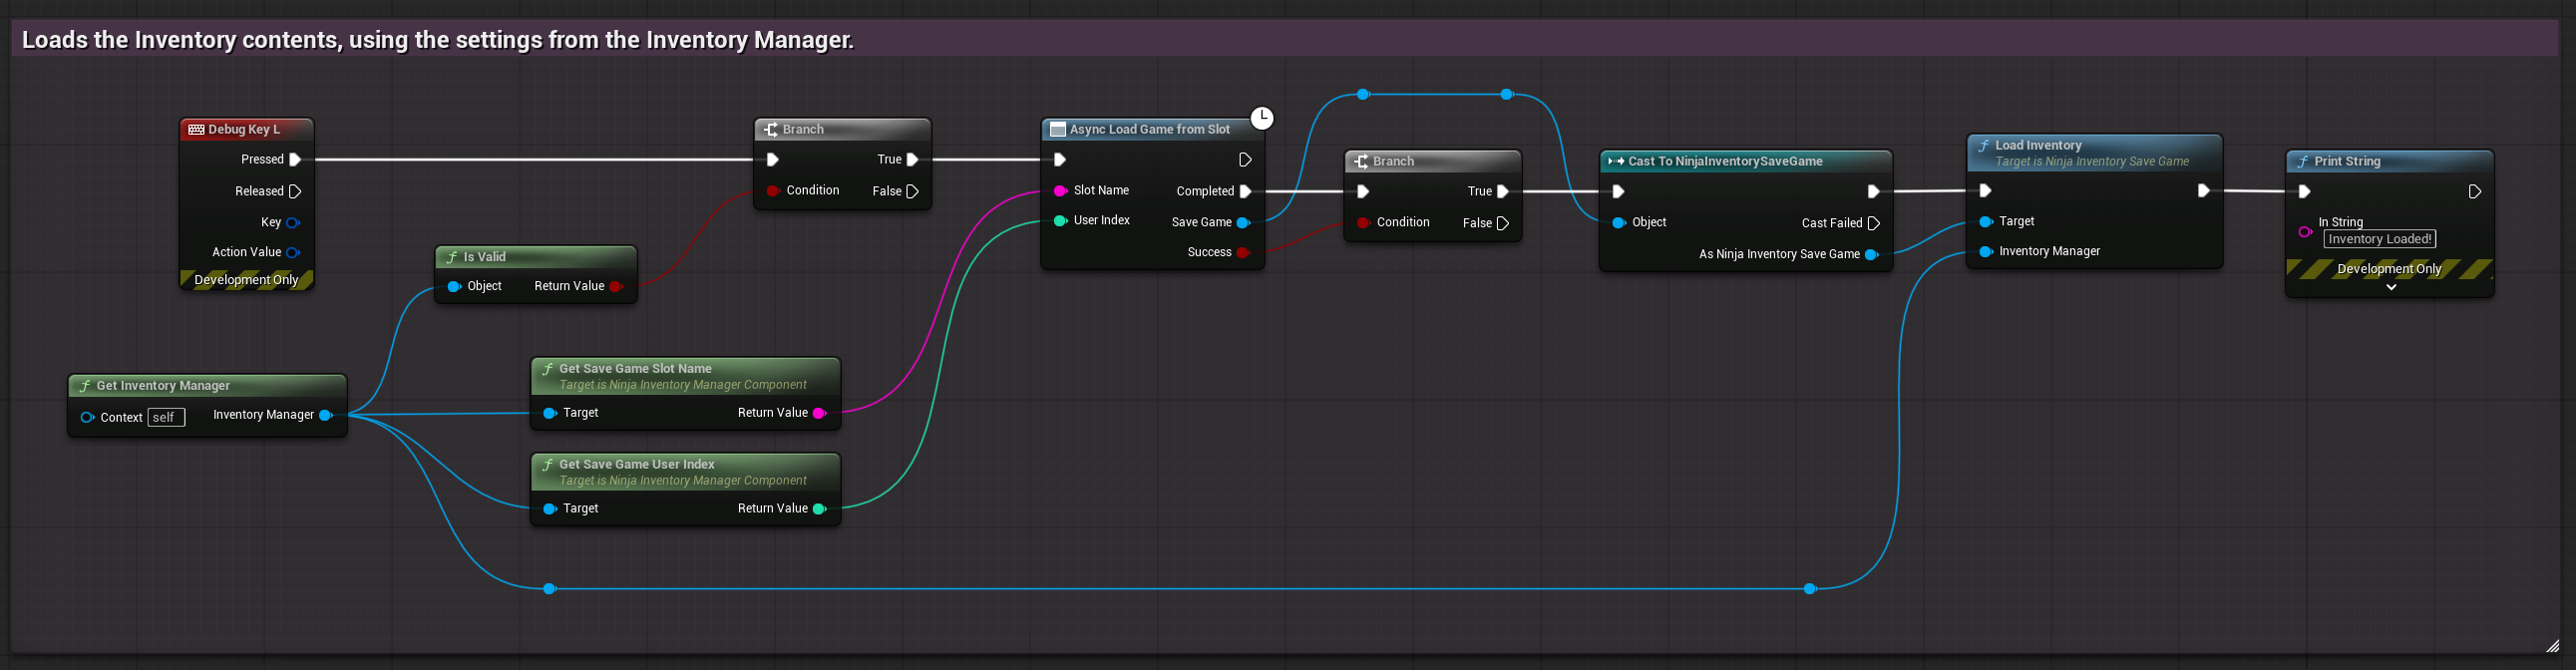 Loads the Inventory contents, using the settings from the Inventory Manager.
Debug Key L
Pressed
Released
Key
Action Value
Development Only
Get Inventory Manager
Context self Inventory Manager
Is Valid
Object Return Value
Get Save Game Slot Name
Target is Ninja Inventory Manager Component
Target Return Value
Get Save Game User Index
Target is Ninja Inventory Manager Component
Target Return Value
Branch
True
Condition False
Async Load Game from Slot
Slot Name Completed
User Index Save Game
Success
Branch
True
Condition False
Cast To NinjaInventorySaveGame
Object Cast Failed
As Ninja Inventory Save Game
Load Inventory
Target is Ninja Inventory Save Game
Target
Inventory Manager
Print String
In String
Inventory Loaded!
Development Only